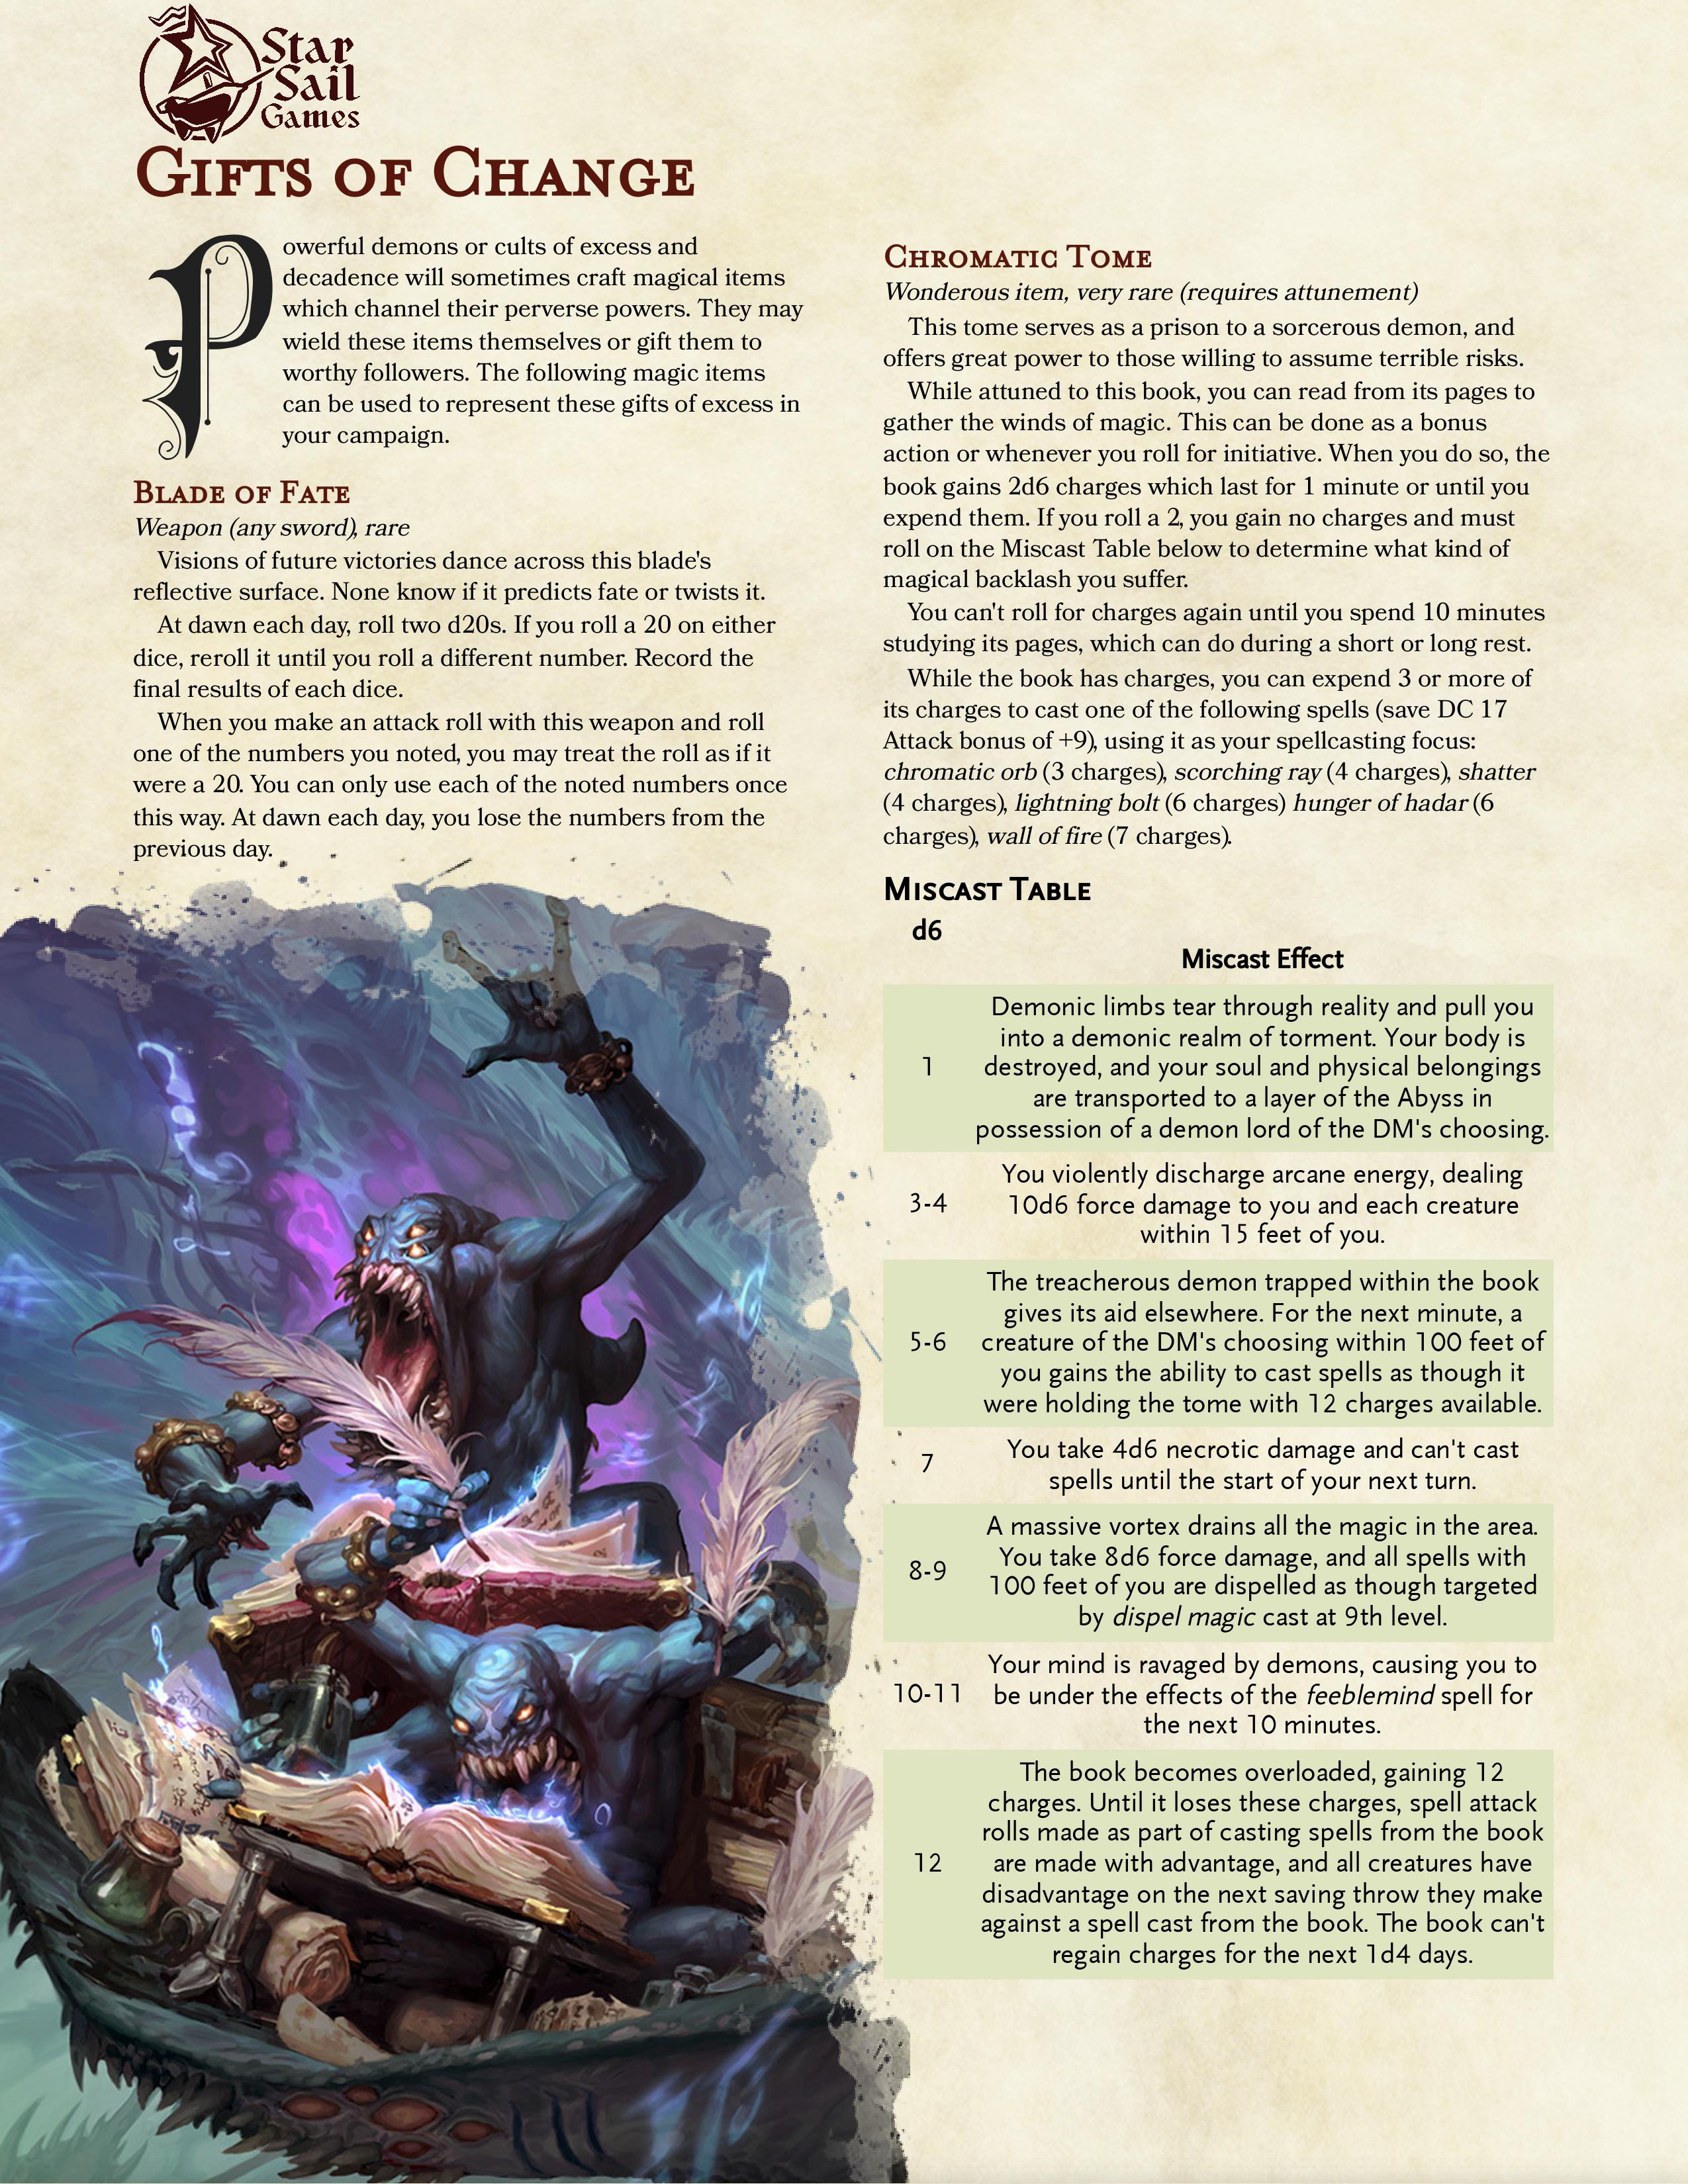 Star
Sail
Games
Gifts of Change
Powerful demons or cults of excess and
decadence will sometimes craft magical items
which channel their perverse powers. They may
wield these items themselves or gift them to
worthy followers. The following magic items
can be used to represent these gifts of excess in
your campaign.
Blade of Fate
Weapon (any sword), rare
Visions of future victories dance across this blade's
reflective surface. None know if it predicts fate or twists it.
At dawn each day, roll two d20s. If you roll a 20 on either
dice, reroll it until you roll a different number. Record the
final results of each dice.
When you make an attack roll with this weapon and roll
one of the numbers you noted, you may treat the roll as if it
were a 20. You can only use each of the noted numbers once
this way. At dawn each day, you lose the numbers from the
previous day.
Chromatic Tome
Wonderous item, very rare (requires attunement)
This tome serves as a prison to a sorcerous demon, and
offers great power to those willing to assume terrible risks.
While attuned to this book, you can read from its pages to
gather the winds of magic. This can be done as a bonus
action or whenever you roll for initiative. When you do so, the
book gains 2d6 charges which last for 1 minute or until you
expend them. If you roll a 2, you gain no charges and must
roll on the Miscast Table below to determine what kind of
magical backlash you suffer.
You can't roll for charges again until you spend 10 minutes
studying its pages, which can do during a short or long rest.
While the book has charges, you can expend 3 or more of
its charges to cast one of the following spells (save DC 17
Attack bonus of +9), using it as your spellcasting focus:
chromatic orb (3 charges), scorching ray (4 charges), shatter
(4 charges), lightning bolt (6 charges) hunger of hadar (6
charges), wall of fire (7 charges).
Miscast Table
d6
Miscast Effect
Demonic limbs tear through reality and pull you
into a demonic realm of torment. Your body is
1 destroyed, and your soul and physical belongings
are transported to a layer of the Abyss in
possession of a demon lord of the DM's choosing.
You violently discharge arcane energy, dealing
3-4 10d6 force damage to you and each creature
within 15 feet of you.
The treacherous demon trapped within the book
gives its aid elsewhere. For the next minute, a
5-6 creature of the DM's choosing within 100 feet of
you gains the ability to cast spells as though it
were holding the tome with 12 charges available.
7 You take 4d6 necrotic damage and can't cast
spells until the start of your next turn.
A massive vortex drains all the magic in the area.
You take 8d6 force damage, and all spells with
8-9 100 feet of you are dispelled as though targeted
by dispel magic cast at 9th level.
Your mind is ravaged by demons, causing you to
10-11 be under the effects of the feeblemind spell for
the next 10 minutes.
The book becomes overloaded, gaining 12
charges. Until it loses these charges, spell attack
rolls made as part of casting spells from the book
12 are made with advantage, and all creatures have
disadvantage on the next saving throw they make
against a spell cast from the book. The book can't
regain charges for the next 1d4 days.